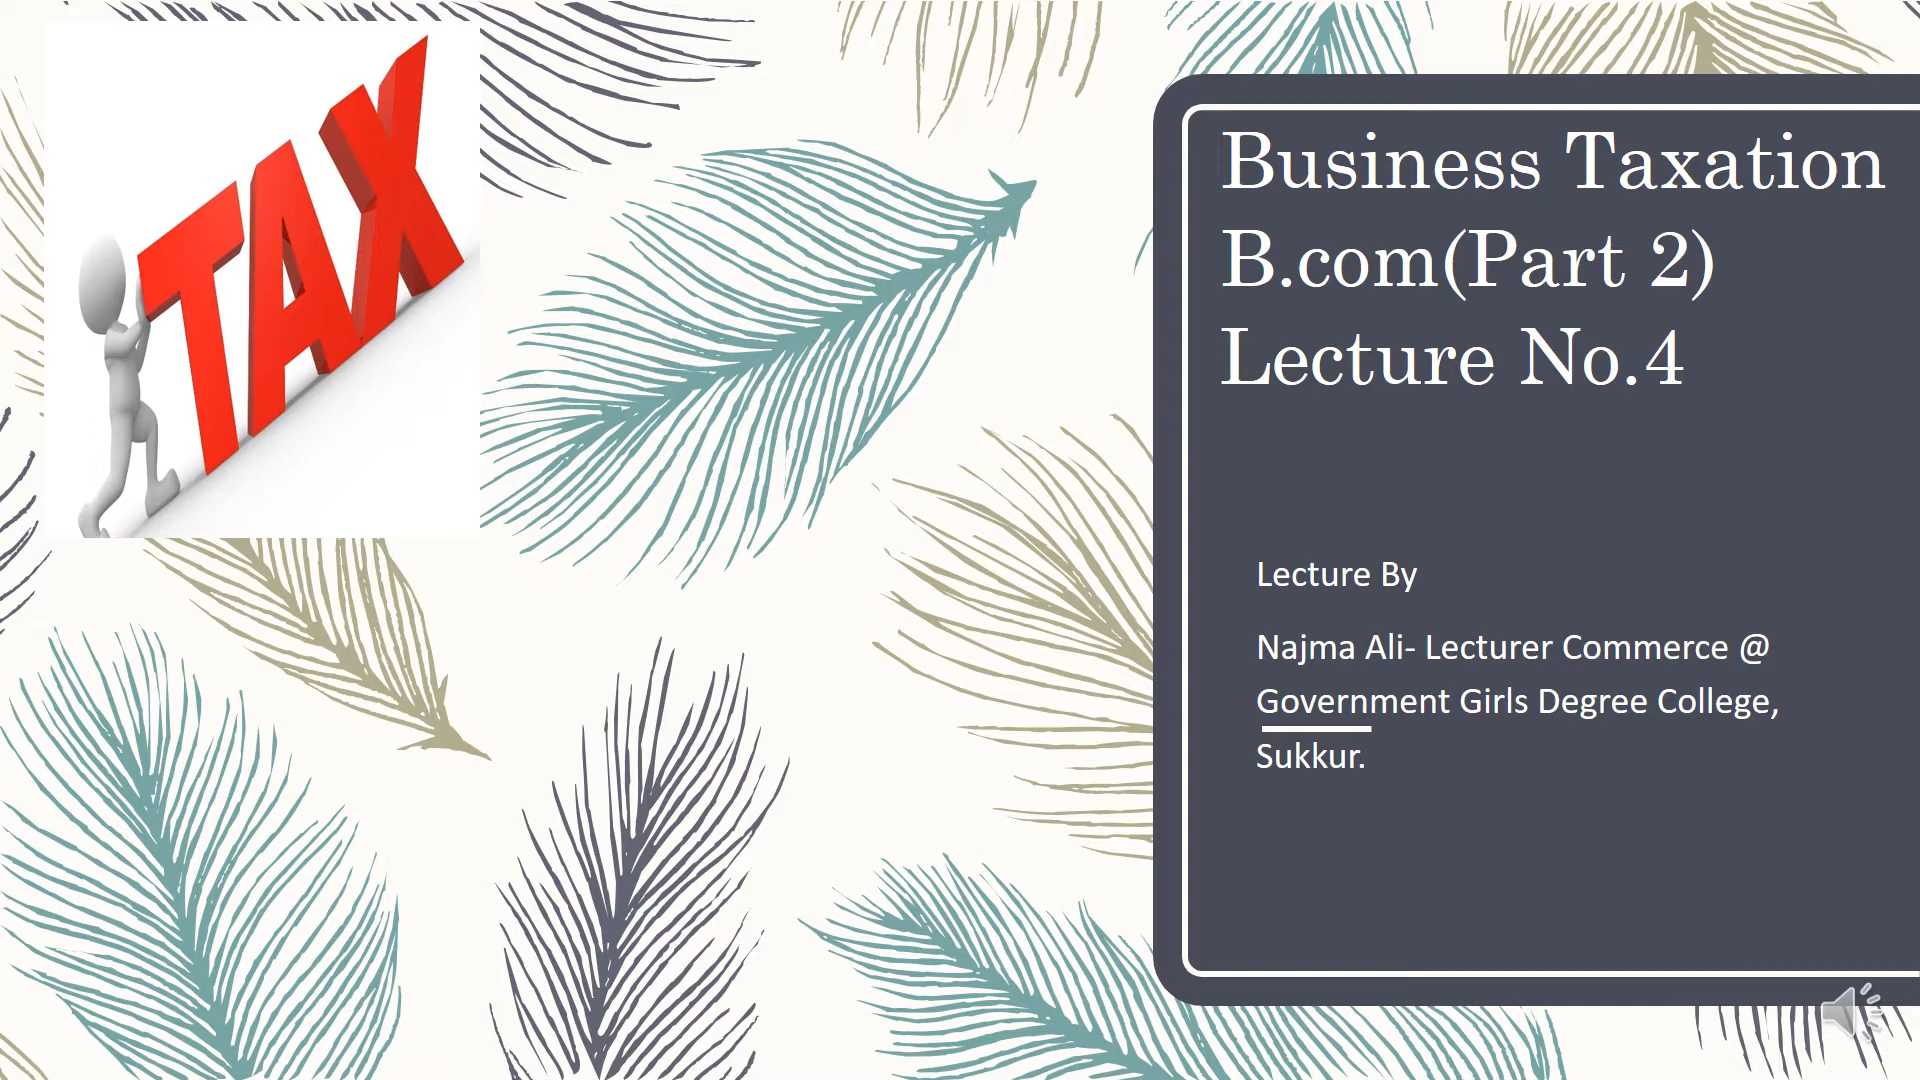 TAX
Business Taxation
B.com(Part 2)
Lecture No.4
Lecture By
Najma Ali- Lecturer Commerce @
Government Girls Degree College,
Sukkur.